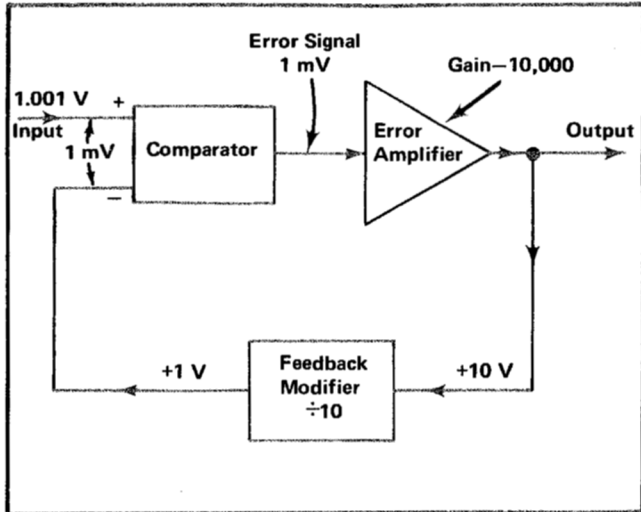 Error Signal
1 mV
Gain—10,000
1.001 V
+
Input
1 mV
−
Comparator
Error
Amplifier
Output
+1 V
Feedback
Modifier
÷10
+10 V